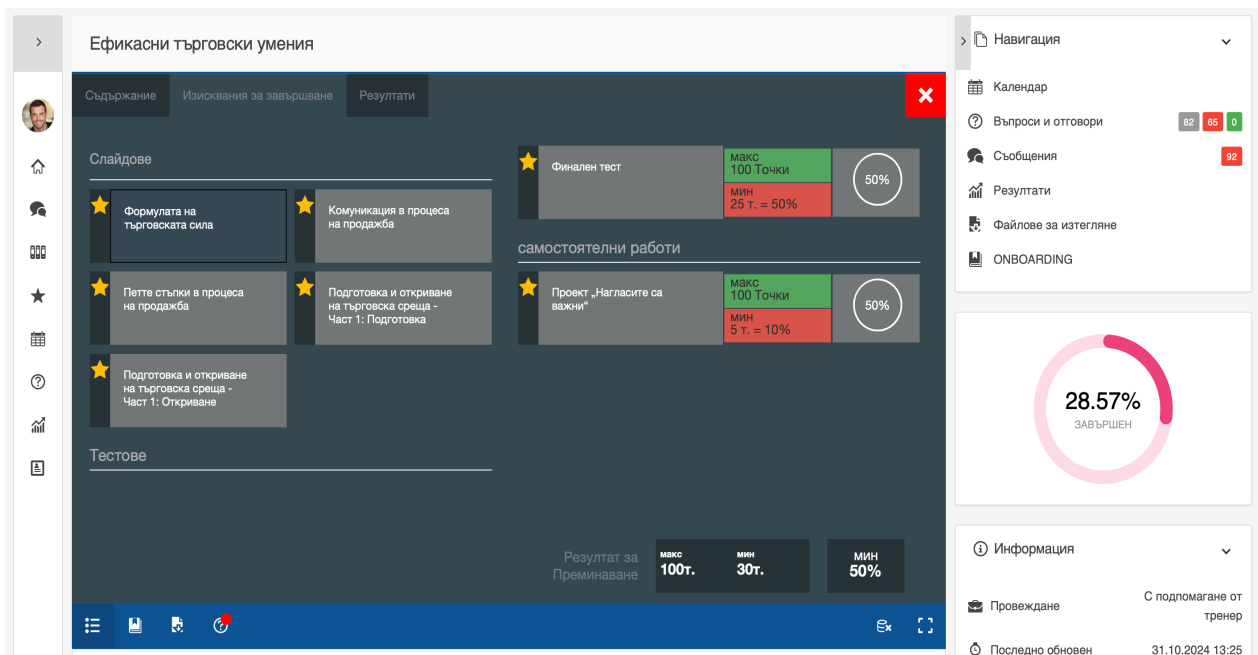 Ефикасни търговски умения
Съдържание
Изисквания за завършване
Резултати
Слайдове
Формулата на
търговската сила
Комуникация в процеса
на продажба
Петте стъпки в процеса
на продажба
Подготовка и откриване
на търговска среща -
Част 1: Подготовка
Подготовка и откриване
на търговска среща -
Част 1: Откриване
Тестове
Финален тест
макс
100 Точки
мин
25 т. = 50%
50%
самостоятелни работи
Проект „Нагласите са
важни“
макс
100 Точки
мин
5 т. = 10%
50%
Резултат за
Преминаване
макс
100т.
мин
30т.
мин
50%
Навигация
Календар
Въпроси и отговори
82
65
0
Съобщения
92
Резултати
Файлове за изтегляне
ONBOARDING
28.57%
ЗАВЪРШЕН
Информация
Провеждане
С подпомагане от
тренер
Последно обновен
31.10.2024 13:25